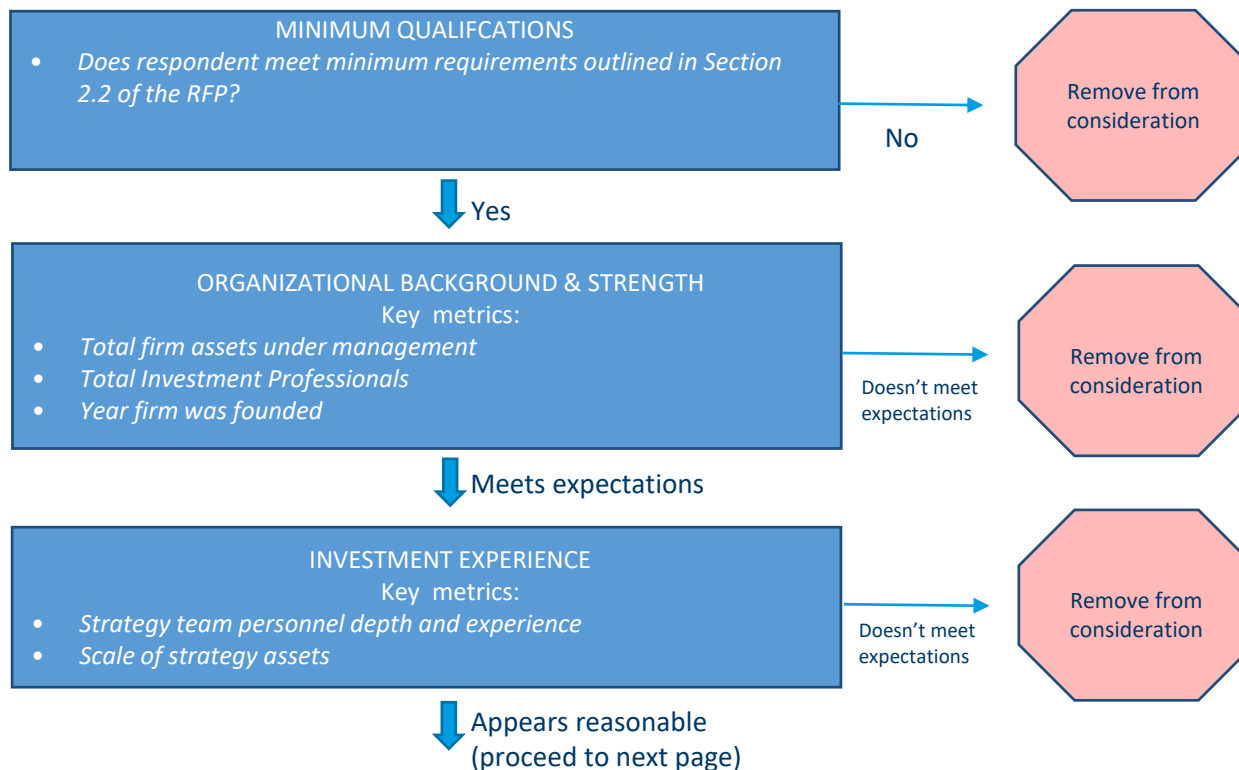 MINIMUM QUALIFCATIONS
• Does respondent meet minimum requirements outlined in Section
2.2 of the RFP?
No
Remove from
consideration
Yes
ORGANIZATIONAL BACKGROUND & STRENGTH
Key metrics:
• Total firm assets under management
• Total Investment Professionals
• Year firm was founded
Doesn’t meet
expectations
Remove from
consideration
Meets expectations
INVESTMENT EXPERIENCE
Key metrics:
• Strategy team personnel depth and experience
• Scale of strategy assets
Doesn’t meet
expectations
Remove from
consideration
Appears reasonable
(proceed to next page)